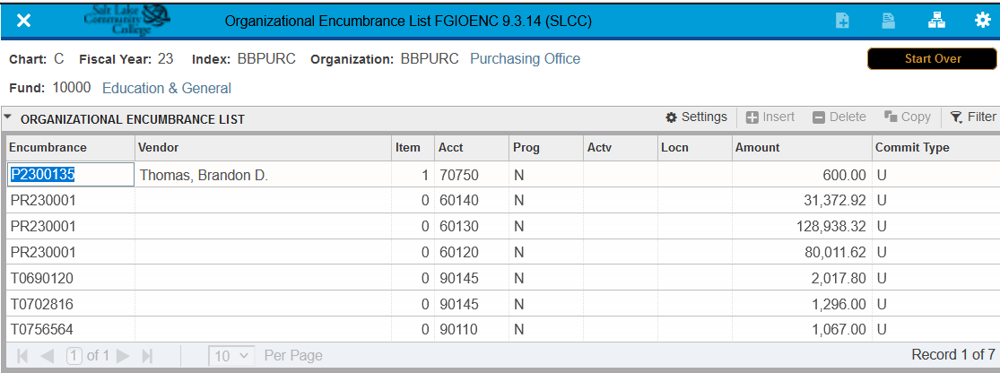 Salt Lake
Community
College
Organizational Encumbrance List FGIOENC 9.3.14 (SLCC)
Chart: C Fiscal Year: 23 Index: BBPURC Organization: BBPURC Purchasing Office
Start Over
Fund: 10000 Education & General
ORGANIZATIONAL ENCUMBRANCE LIST Settings Insert Delete Copy Filter
Encumbrance Vendor Item Acct Prog Actv Locn Amount Commit Type
P2300135 Thomas, Brandon D. 1 70750 N 600.00 U
PR230001 0 60140 N 31,372.92 U
PR230001 0 60130 N 128,938.32 U
PR230001 0 60120 N 80,011.62 U
T0690120 0 90145 N 2,017.80 U
T0702816 0 90145 N 1,296.00 U
T0756564 0 90110 N 1,067.00 U
1 of 1 10 Per Page Record 1 of 7